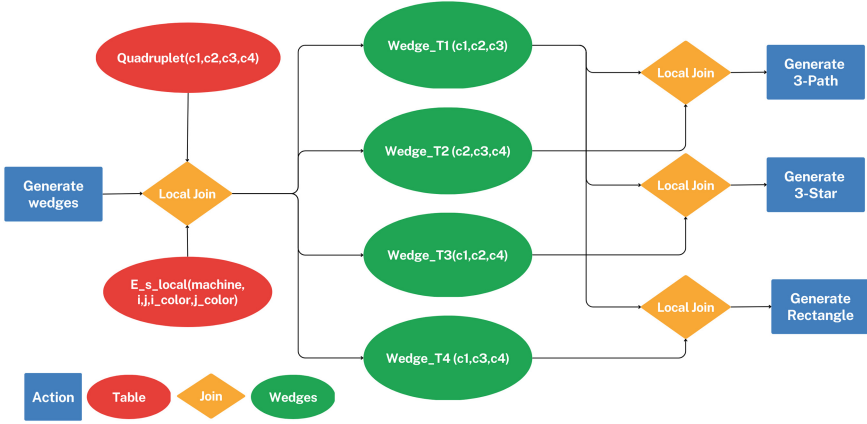 Quadruplet(c1,c2,c3,c4)
Wedge_T1 (c1,c2,c3)
Local Join
Generate
3-Path
Wedge_T2 (c2,c3,c4)
Generate
wedges
Local Join
Local Join
Generate
3-Star
Wedge_T3(c1,c2,c4)
E_s_local(machine,
i,j,i_color,j_color)
Local Join
Generate
Rectangle
Wedge_T4 (c1,c3,c4)
Action
Table
Join
Wedges